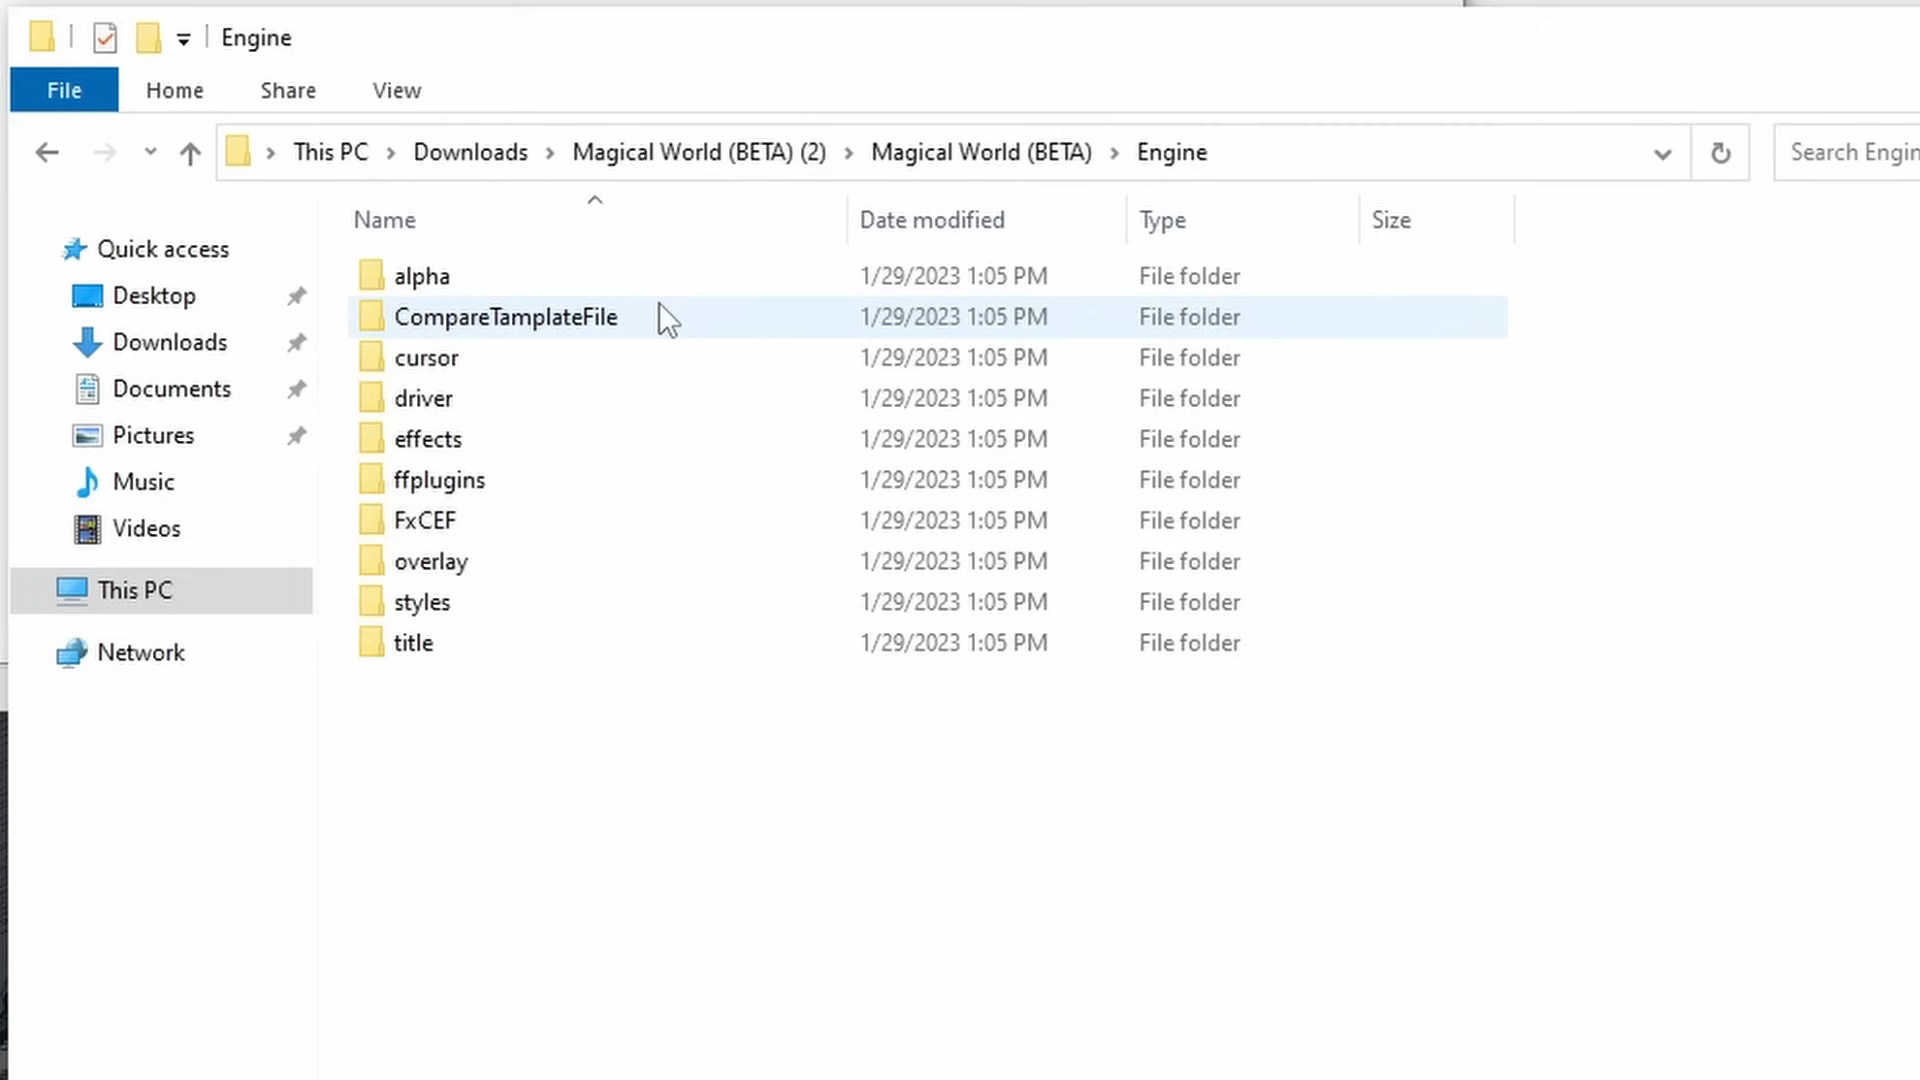 Engine
File Home Share View
This PC Downloads Magical World (BETA) (2) Magical World (BETA) Engine
Search Engin
Name Date modified Type Size
Quick access
Desktop
Downloads
Documents
Pictures
Music
Videos
This PC
Network
alpha 1/29/2023 1:05 PM File folder
CompareTamplateFile 1/29/2023 1:05 PM File folder
cursor 1/29/2023 1:05 PM File folder
driver 1/29/2023 1:05 PM File folder
effects 1/29/2023 1:05 PM File folder
ffplugins 1/29/2023 1:05 PM File folder
FxCEF 1/29/2023 1:05 PM File folder
overlay 1/29/2023 1:05 PM File folder
styles 1/29/2023 1:05 PM File folder
title 1/29/2023 1:05 PM File folder